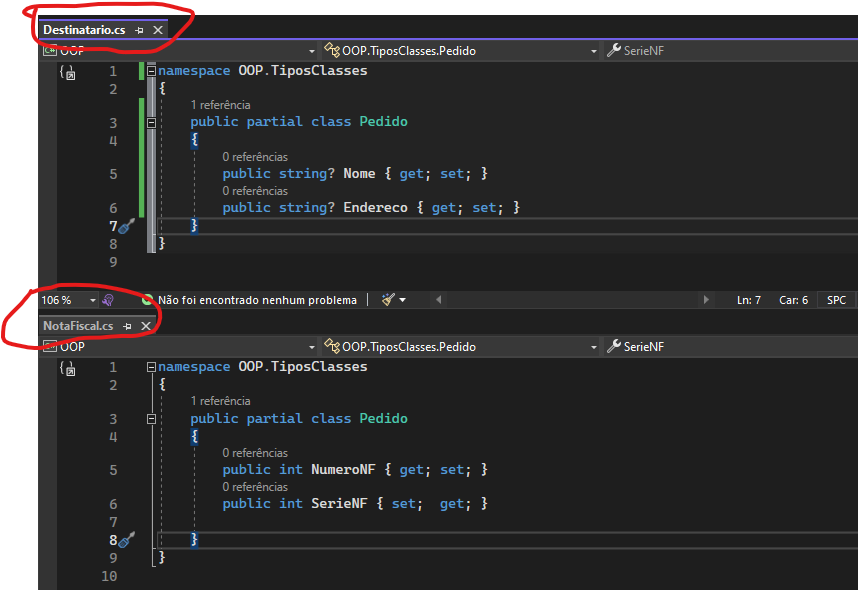 Destinatario.cs
OOP OOP.TiposClasses.Pedido SerieNF
1 namespace OOP.TiposClasses
2 {
1 referência
3 public partial class Pedido
4 {
0 referências
5 public string? Nome { get; set; }
0 referências
6 public string? Endereco { get; set; }
7 }
8 }
9
106 % Não foi encontrado nenhum problema Ln: 7 Car: 6 SPC
NotaFiscal.cs
OOP OOP.TiposClasses.Pedido SerieNF
1 namespace OOP.TiposClasses
2 {
1 referência
3 public partial class Pedido
4 {
0 referências
5 public int NumeroNF { get; set; }
0 referências
6 public int SerieNF { set; get; }
7
8 }
9 }
10